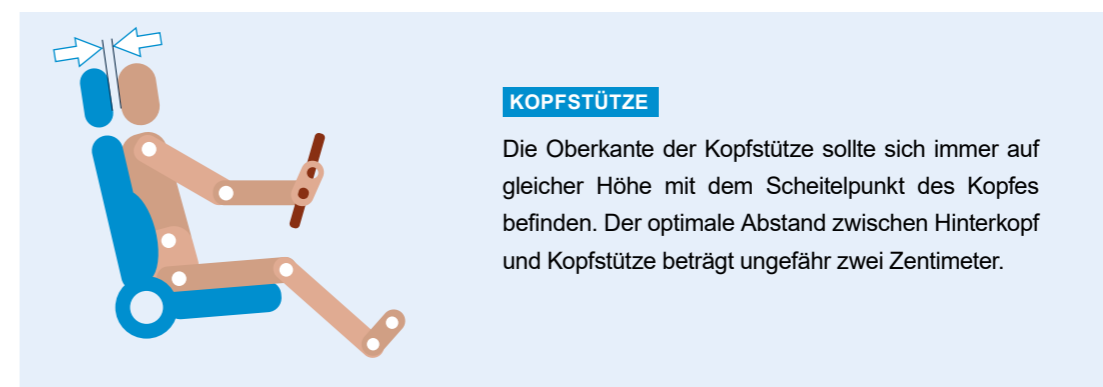 KOPFSTÜTZE
Die Oberkante der Kopfstütze sollte sich immer auf
gleicher Höhe mit dem Scheitelpunkt des Kopfes
befinden. Der optimale Abstand zwischen Hinterkopf
und Kopfstütze beträgt ungefähr zwei Zentimeter.